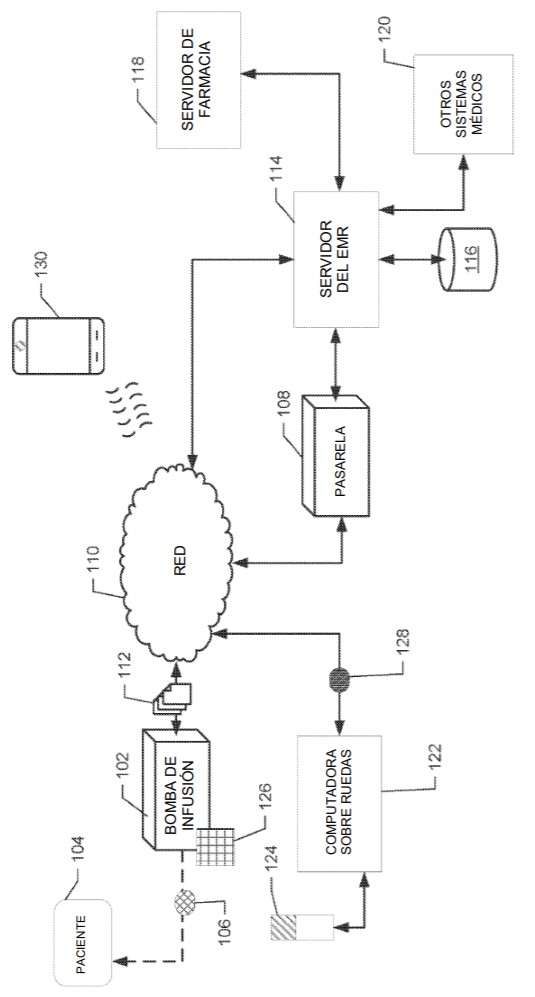 104
PACIENTE
106
102
BOMBA DE
INFUSIÓN
126
112
110
RED
130
124
COMPUTADORA
SOBRE RUEDAS
122
128
108
PASARELA
114
SERVIDOR
DEL EMR
116
118
SERVIDOR DE
FARMACIA
120
OTROS
SISTEMAS
MÉDICOS